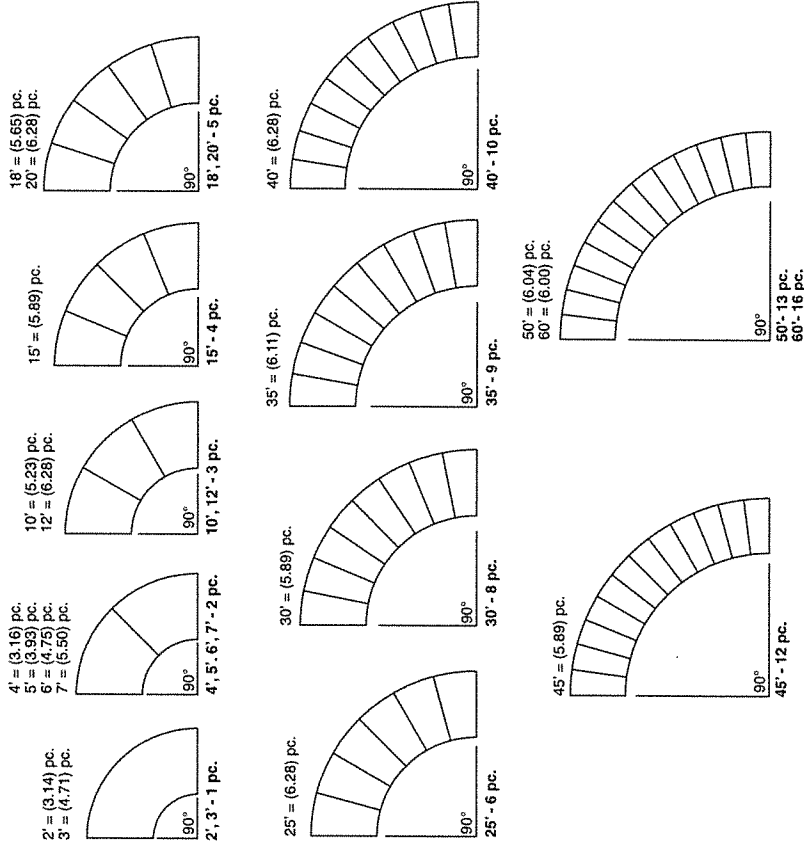 2' = (3.14) pc.
3' = (4.71) pc.
90°
2', 3' - 1 pc.
4' = (3.16) pc.
5' = (3.93) pc.
6' = (4.75) pc.
7' = (5.50) pc.
90°
4', 5'. 6', 7' - 2 pc.
10' = (5.23) pc.
12' = (6.28) pc.
90°
10', 12' - 3 pc.
15' = (5.89) pc.
90°
15' - 4 pc.
18' = (5.65) pc.
20' = (6.28) pc.
90°
18', 20' - 5 pc.
25' = (6.28) pc.
90°
25' - 6 pc.
30' = (5.89) pc.
90°
30' - 8 pc.
35' = (6.11) pc.
90°
35' - 9 pc.
40' = (6.28) pc.
90°
40' - 10 pc.
45' = (5.89) pc.
90°
45' - 12 pc.
50' = (6.04) pc.
60' = (6.00) pc.
90°
50'- 13 pc.
60'- 16 pc.